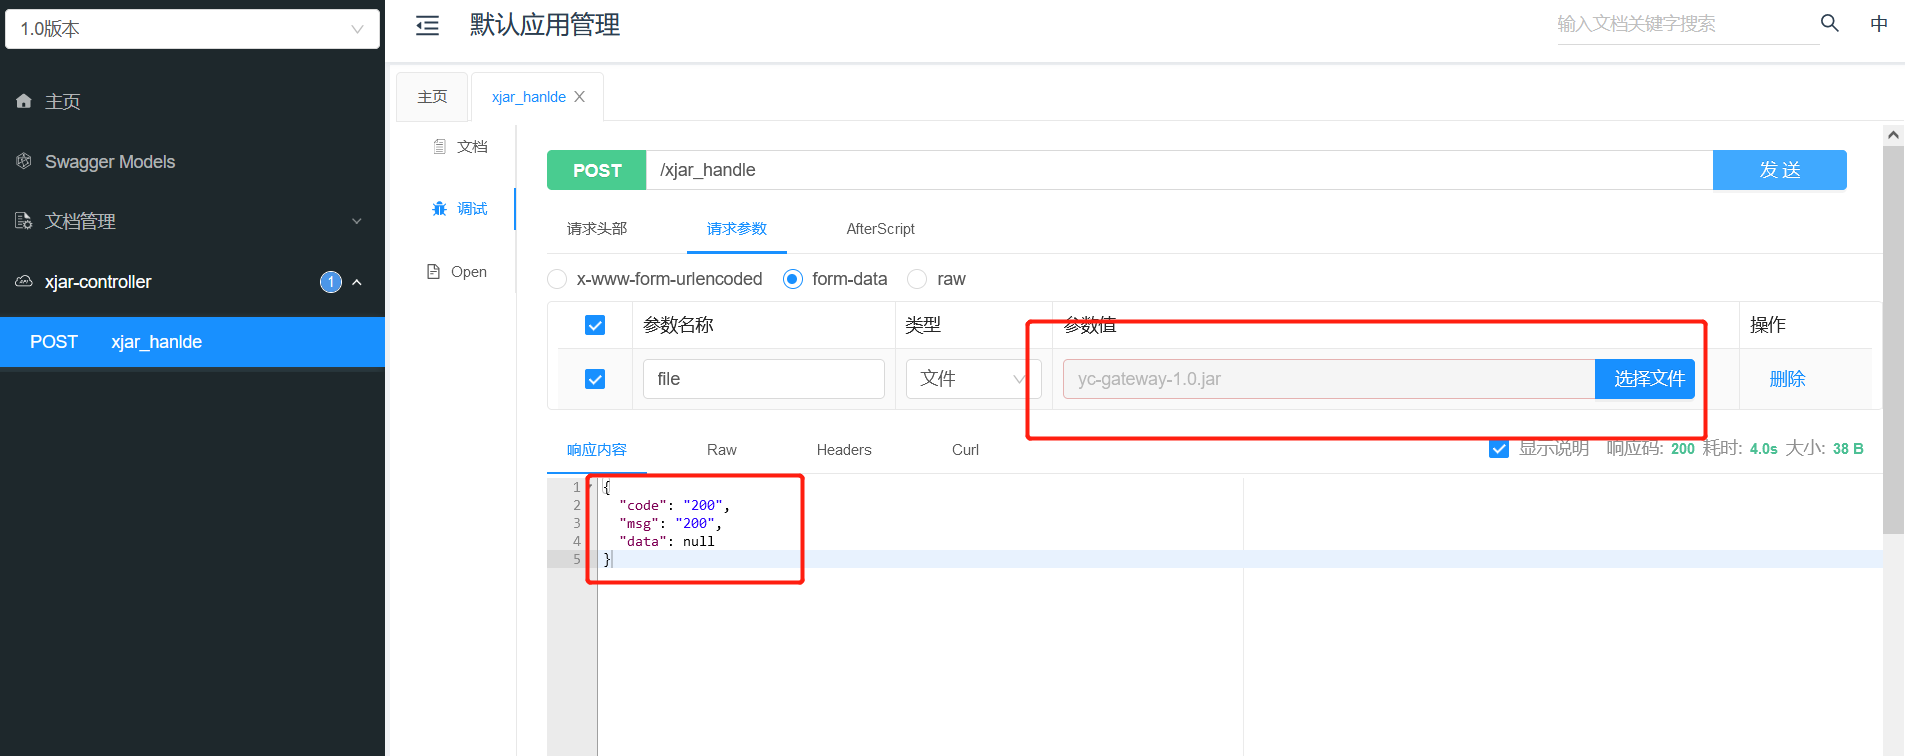 1.0版本
默认应用管理
输入文档关键字搜索
中
主页
Swagger Models
文档管理
xjar-controller
1
POST xjar_hanlde
主页
xjar_hanlde
文档
调试
Open
POST /xjar_handle 发 送
请求头部 请求参数 AfterScript
x-www-form-urlencoded form-data raw
参数名称 类型 参数值 操作
file 文件 yc-gateway-1.0.jar 选择文件 删除
响应内容 Raw Headers Curl
显示说明 响应码: 200 耗时: 4.0s 大小: 38 B
1 {
2 "code": "200",
3 "msg": "200",
4 "data": null
5 }